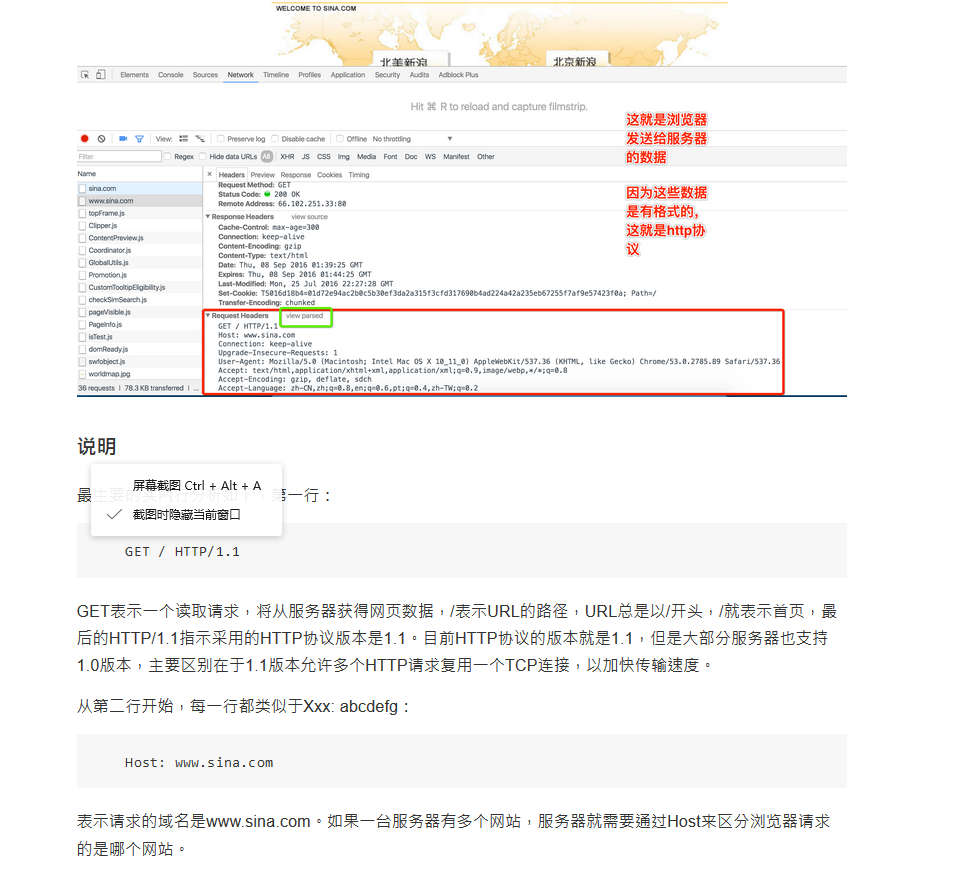 WELCOME TO SINA.COM
北美新浪
北京新浪
Elements Console Sources Network Timeline Profiles Application Security Audits Adblock Plus
Hit ⌘ R to reload and capture filmstrip.
这就是浏览器
发送给服务器
的数据
View: Preserve log Disable cache Offline No throttling
Filter Regex Hide data URLs All XHR JS CSS Img Media Font Doc WS Manifest Other
因为这些数据
是有格式的,
这就是http协
议
Name
sina.com
www.sina.com
topFrame.js
Clipper.js
ContentPreview.js
Coordinator.js
GlobalUtils.js
Promotion.js
CustomTooltipEligibility.js
checkSimSearch.js
pageVisible.js
PageInfo.js
isTest.js
domReady.js
swfobject.js
worldmap.jpg
36 requests | 78.3 KB transferred | ...
× Headers Preview Response Cookies Timing
Request Method: GET
Status Code: 200 OK
Remote Address: 66.102.251.33:80
Response Headers view source
Cache-Control: max-age=300
Connection: keep-alive
Content-Encoding: gzip
Content-Type: text/html
Date: Thu, 08 Sep 2016 01:39:25 GMT
Expires: Thu, 08 Sep 2016 01:44:25 GMT
Last-Modified: Mon, 25 Jul 2016 22:27:28 GMT
Set-Cookie: TS016d18b4=01d72e94ac2b0c5b30ef3da2a315f3cfd317690b4ad224a42a235eb67255f7af9e57423f0a; Path=/
Transfer-Encoding: chunked
Request Headers view parsed
GET / HTTP/1.1
Host: www.sina.com
Connection: keep-alive
Upgrade-Insecure-Requests: 1
User-Agent: Mozilla/5.0 (Macintosh; Intel Mac OS X 10_11_0) AppleWebKit/537.36 (KHTML, like Gecko) Chrome/53.0.2785.89 Safari/537.36
Accept: text/html,application/xhtml+xml,application/xml;q=0.9,image/webp,*/*;q=0.8
Accept-Encoding: gzip, deflate, sdch
Accept-Language: zh-CN,zh;q=0.8,en;q=0.6,pt;q=0.4,zh-TW;q=0.2
说明
最 第一行：
屏幕截图 Ctrl + Alt + A
截图时隐藏当前窗口
GET / HTTP/1.1
GET表示一个读取请求，将从服务器获得网页数据，/表示URL的路径，URL总是以/开头，/就表示首页，最
后的HTTP/1.1指示采用的HTTP协议版本是1.1。目前HTTP协议的版本就是1.1，但是大部分服务器也支持
1.0版本，主要区别在于1.1版本允许多个HTTP请求复用一个TCP连接，以加快传输速度。
从第二行开始，每一行都类似于Xxx: abcdefg：
Host: www.sina.com
表示请求的域名是www.sina.com。如果一台服务器有多个网站，服务器就需要通过Host来区分浏览器请求
的是哪个网站。